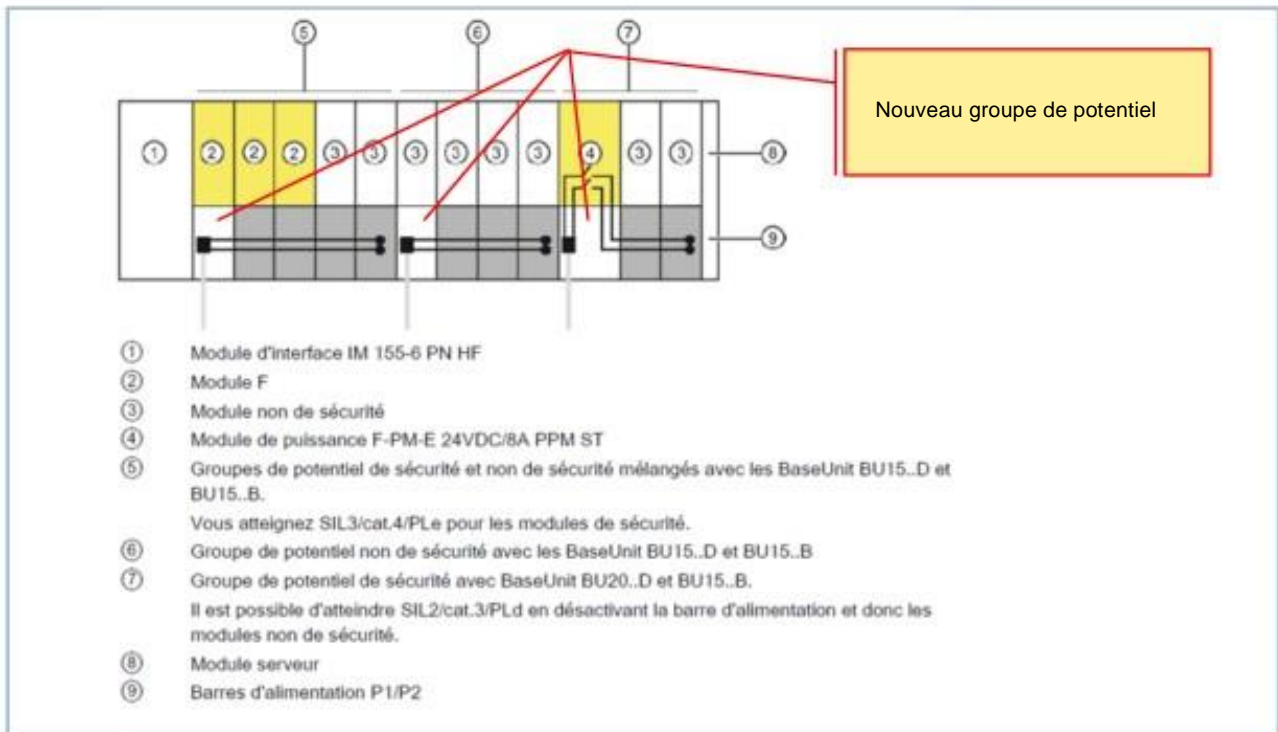 ⑤ ⑥ ⑦
Nouveau groupe de potentiel
① ② ② ② ③ ③ ③ ③ ③ ③ ④ ③ ③ ⑧
⑨
① Module d'interface IM 155-6 PN HF
② Module F
③ Module non de sécurité
④ Module de puissance F-PM-E 24VDC/8A PPM ST
⑤ Groupes de potentiel de sécurité et non de sécurité mélangés avec les BaseUnit BU15..D et
BU15..B.
Vous atteignez SIL3/cat.4/PLe pour les modules de sécurité.
⑥ Groupe de potentiel non de sécurité avec les BaseUnit BU15..D et BU15..B
⑦ Groupe de potentiel de sécurité avec BaseUnit BU20..D et BU15..B.
Il est possible d'atteindre SIL2/cat.3/PLd en désactivant la barre d'alimentation et donc les
modules non de sécurité.
⑧ Module serveur
⑨ Barres d'alimentation P1/P2